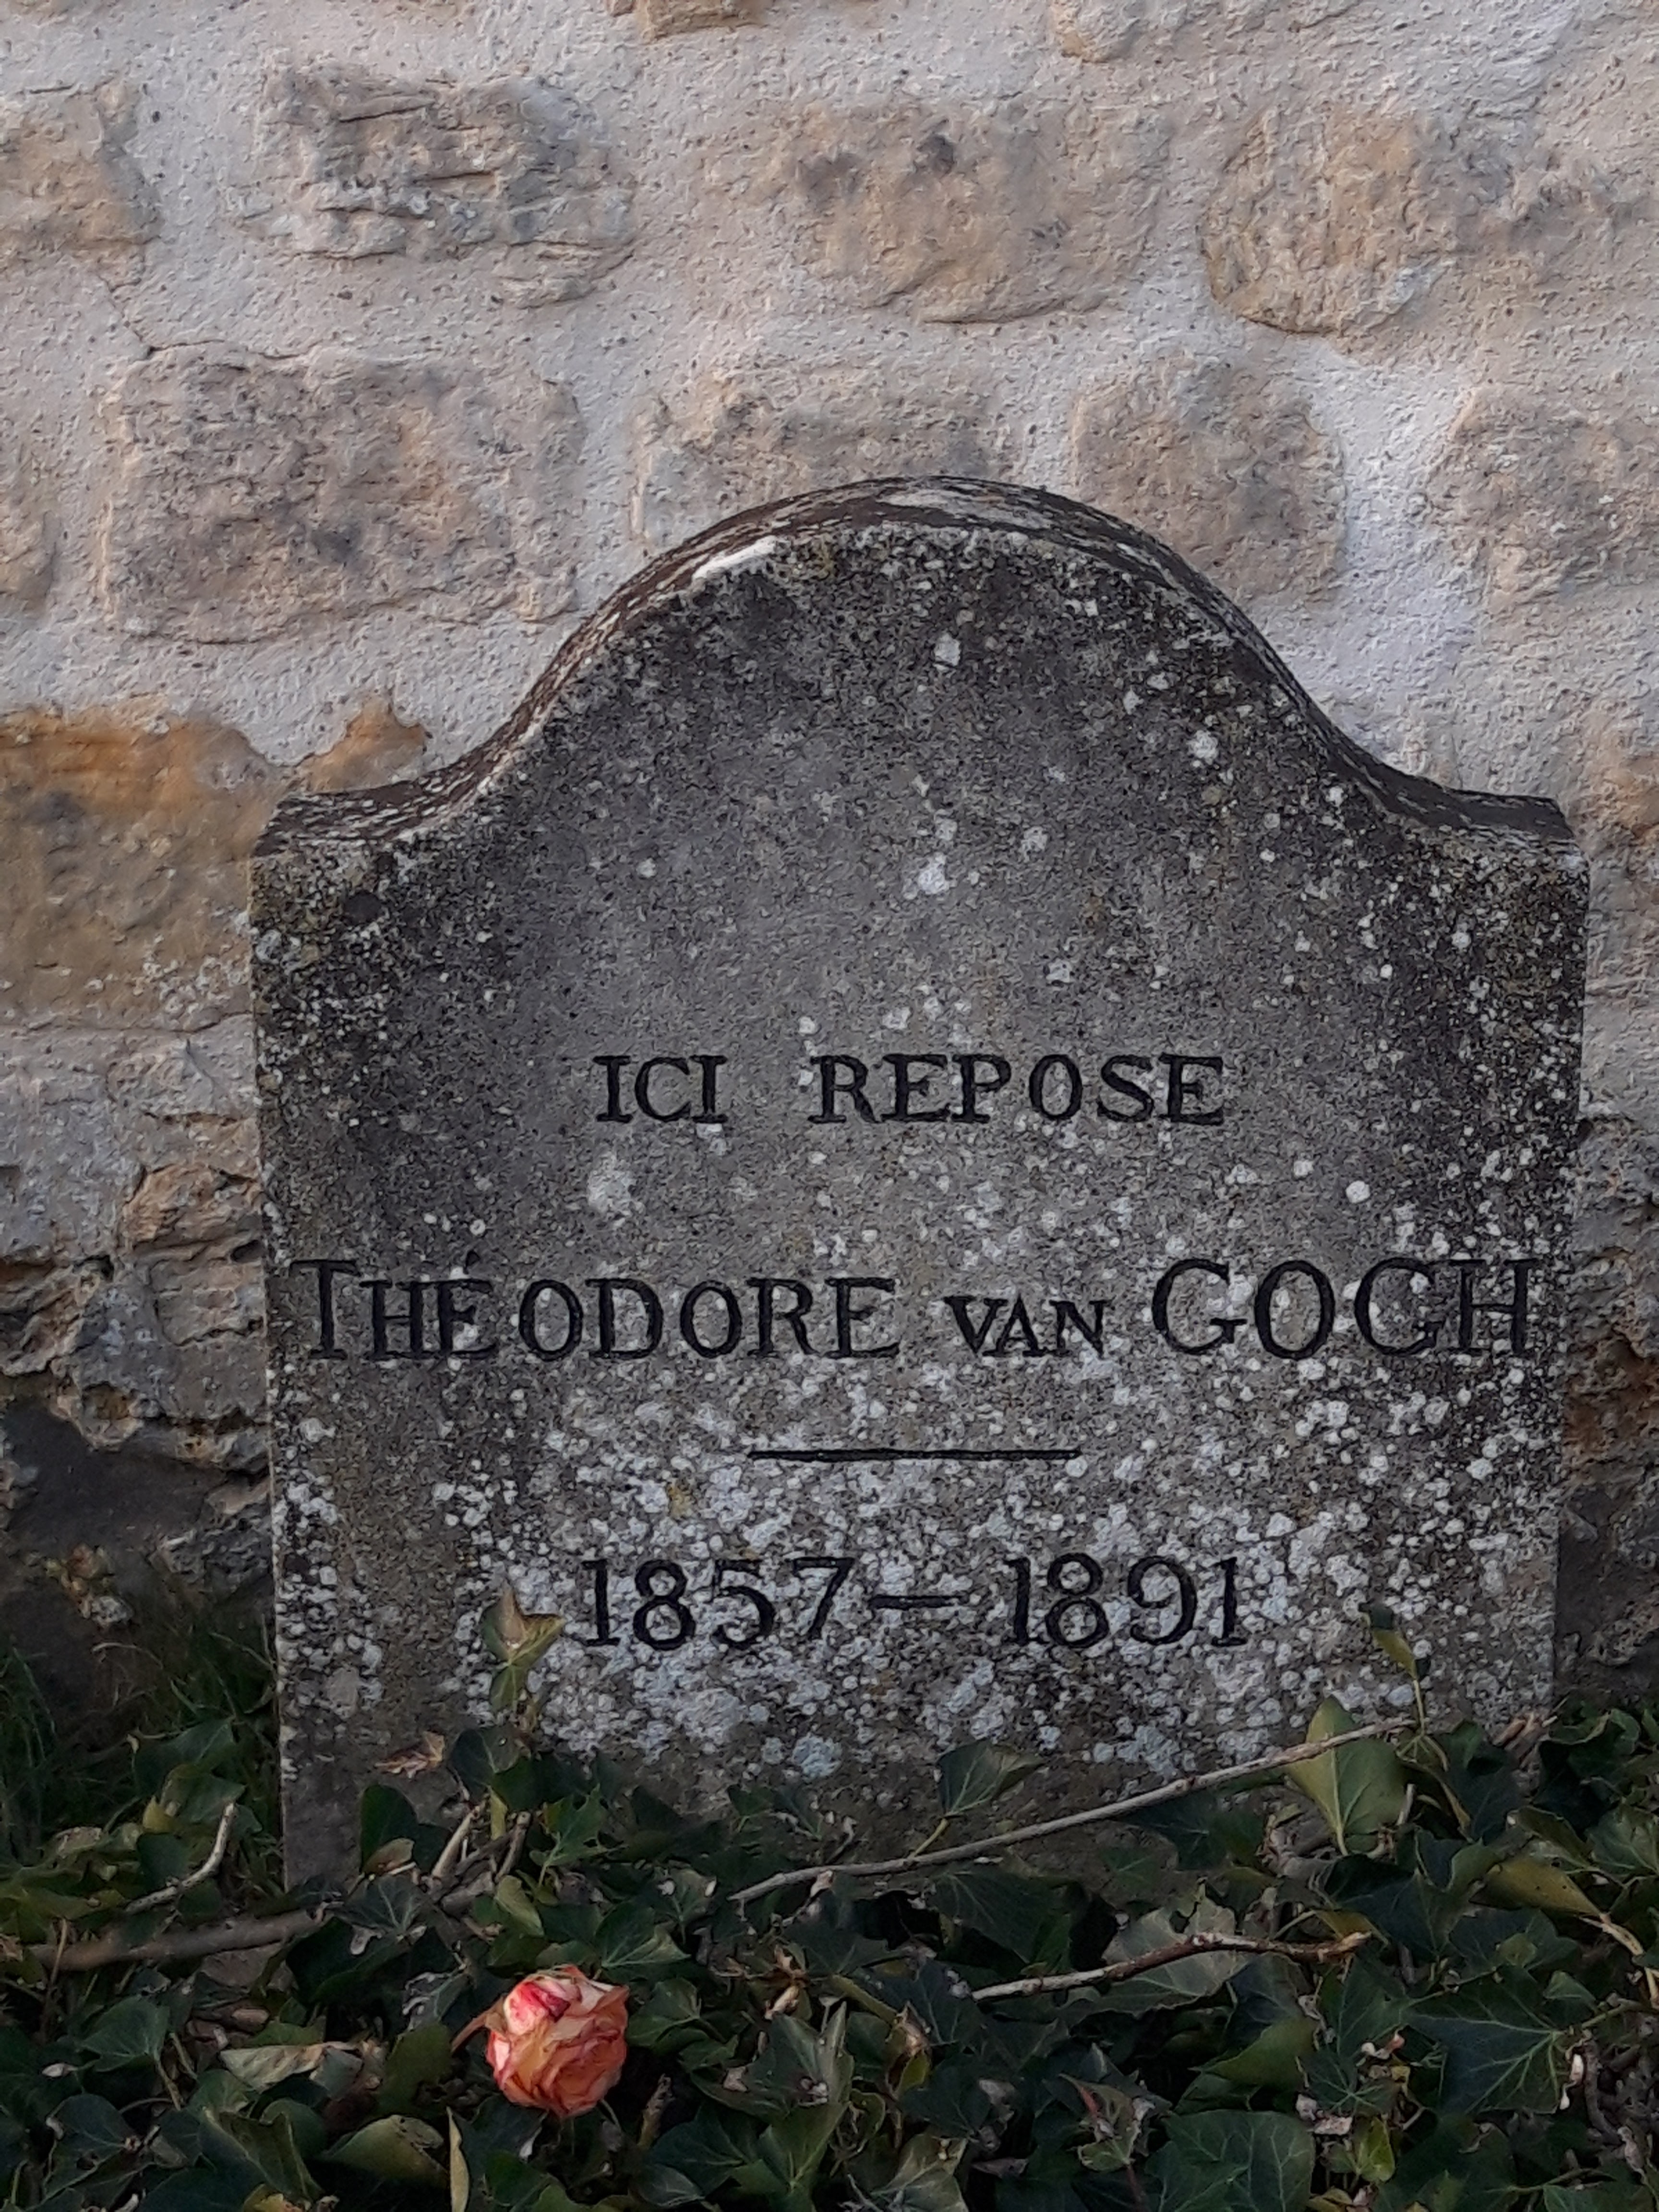 ICI REPOSE
THÉODORE VAN GOGH
1857 — 1891